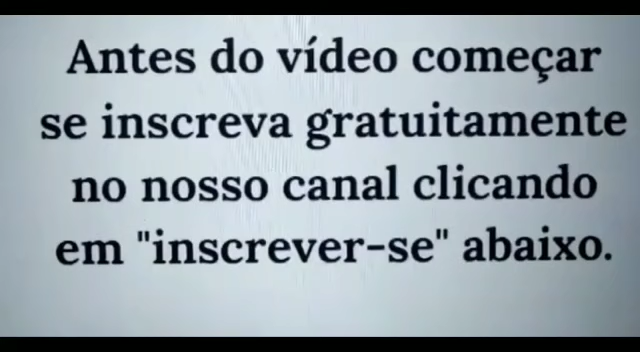 Antes do vídeo começar
se inscreva gratuitamente
no nosso canal clicando
em "inscrever-se" abaixo.